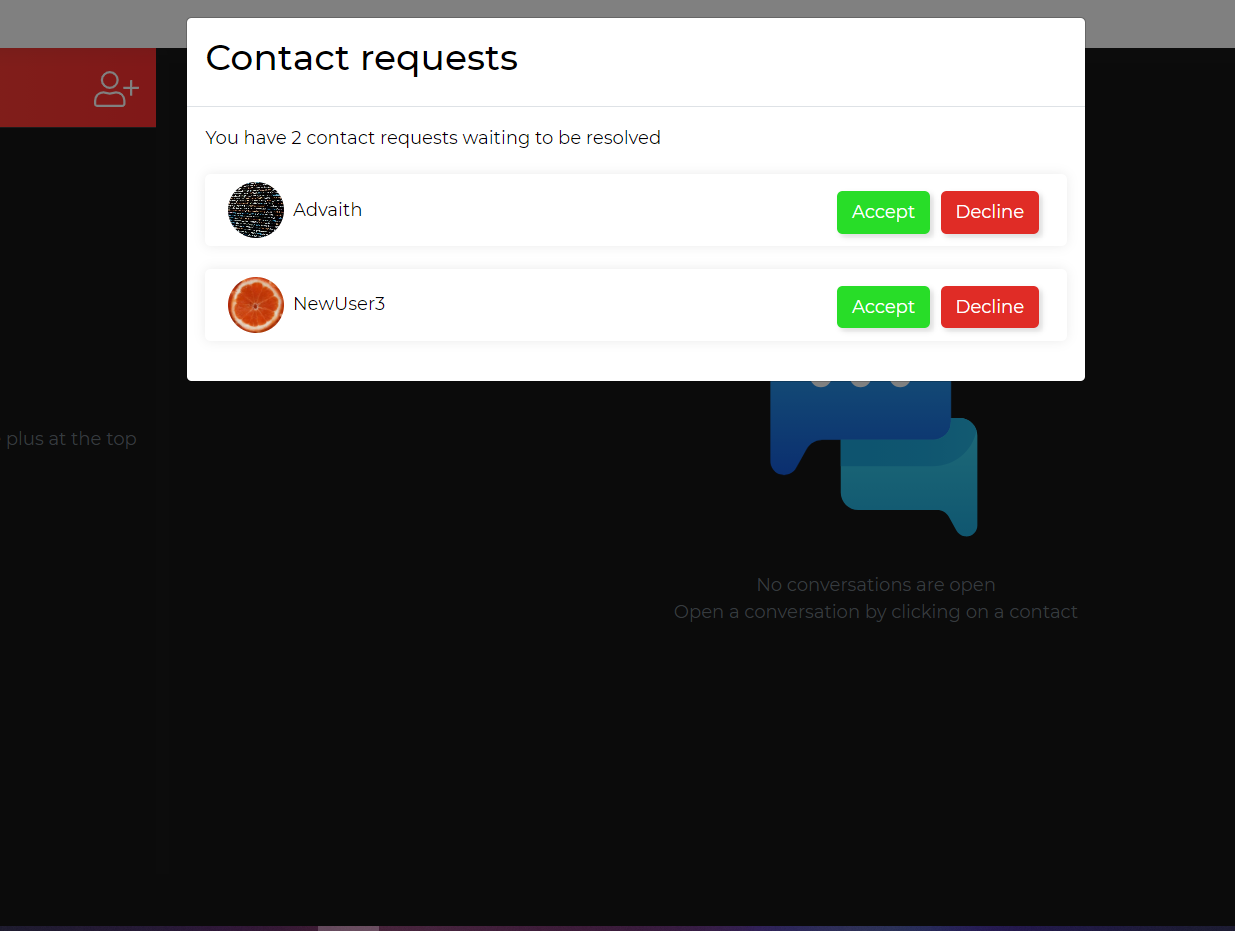 Contact requests
You have 2 contact requests waiting to be resolved
Advaith
Accept
Decline
NewUser3
Accept
Decline
plus at the top
No conversations are open
Open a conversation by clicking on a contact